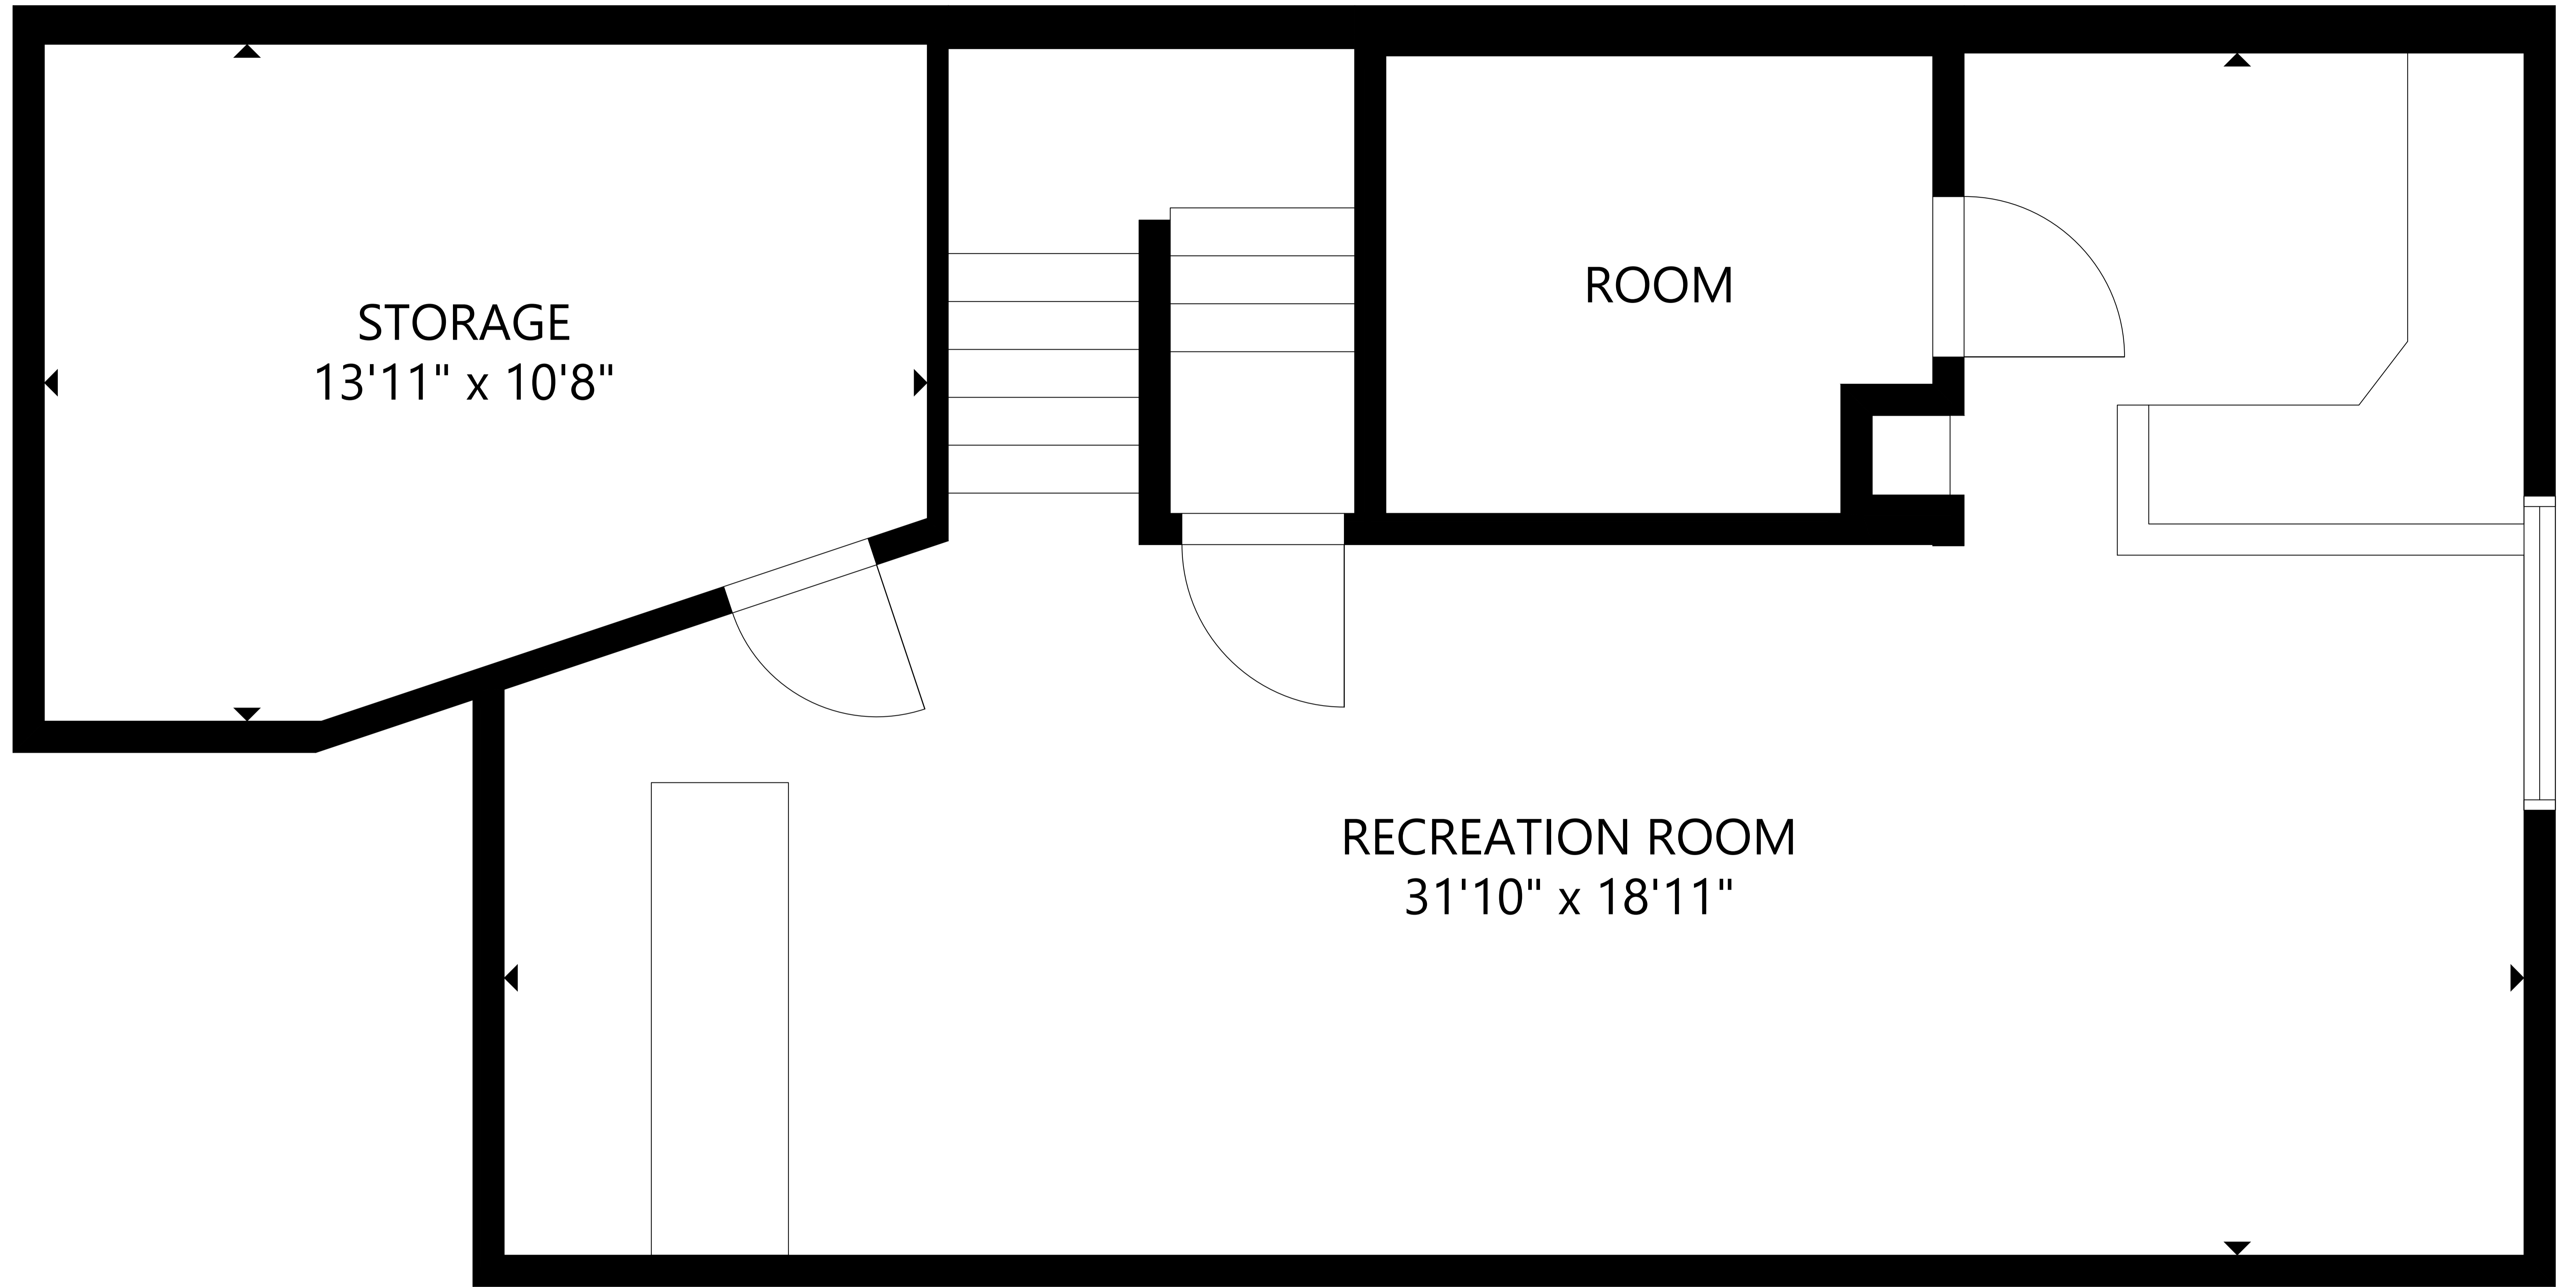 STORAGE
13'11" x 10'8"
ROOM
RECREATION ROOM
31'10" x 18'11"